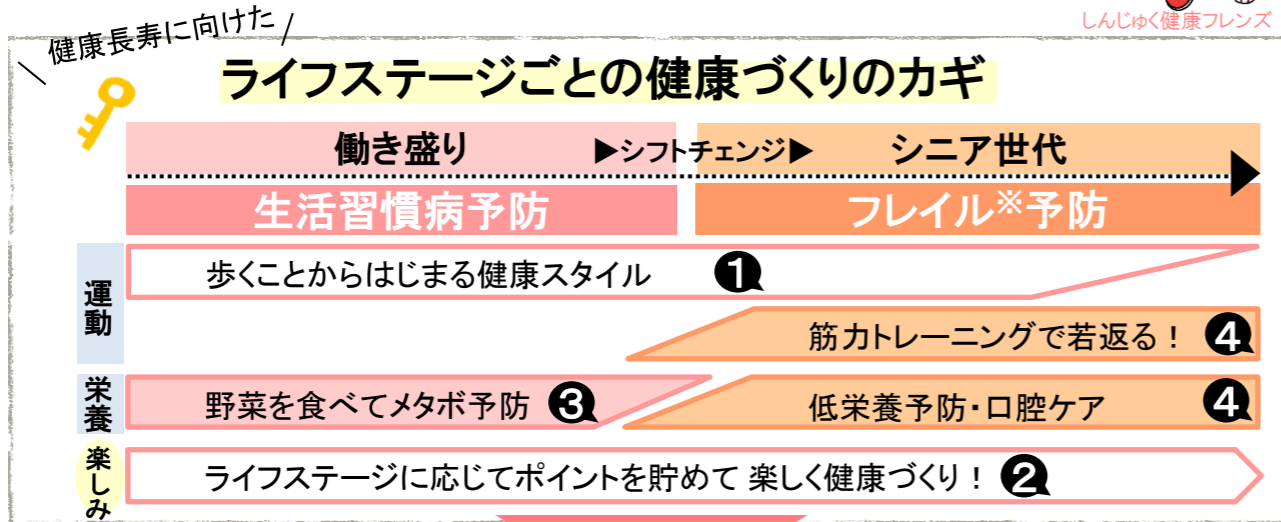 しんじゅく健康フレンズ
\ 健康長寿に向けた /
ライフステージごとの健康づくりのカギ
働き盛り ▶シフトチェンジ▶ シニア世代
生活習慣病予防 フレイル※予防
運動
歩くことからはじまる健康スタイル ❶
筋力トレーニングで若返る! ❹
栄養
野菜を食べてメタボ予防 ❸
低栄養予防・口腔ケア ❹
楽しみ
ライフステージに応じてポイントを貯めて 楽しく健康づくり! ❷